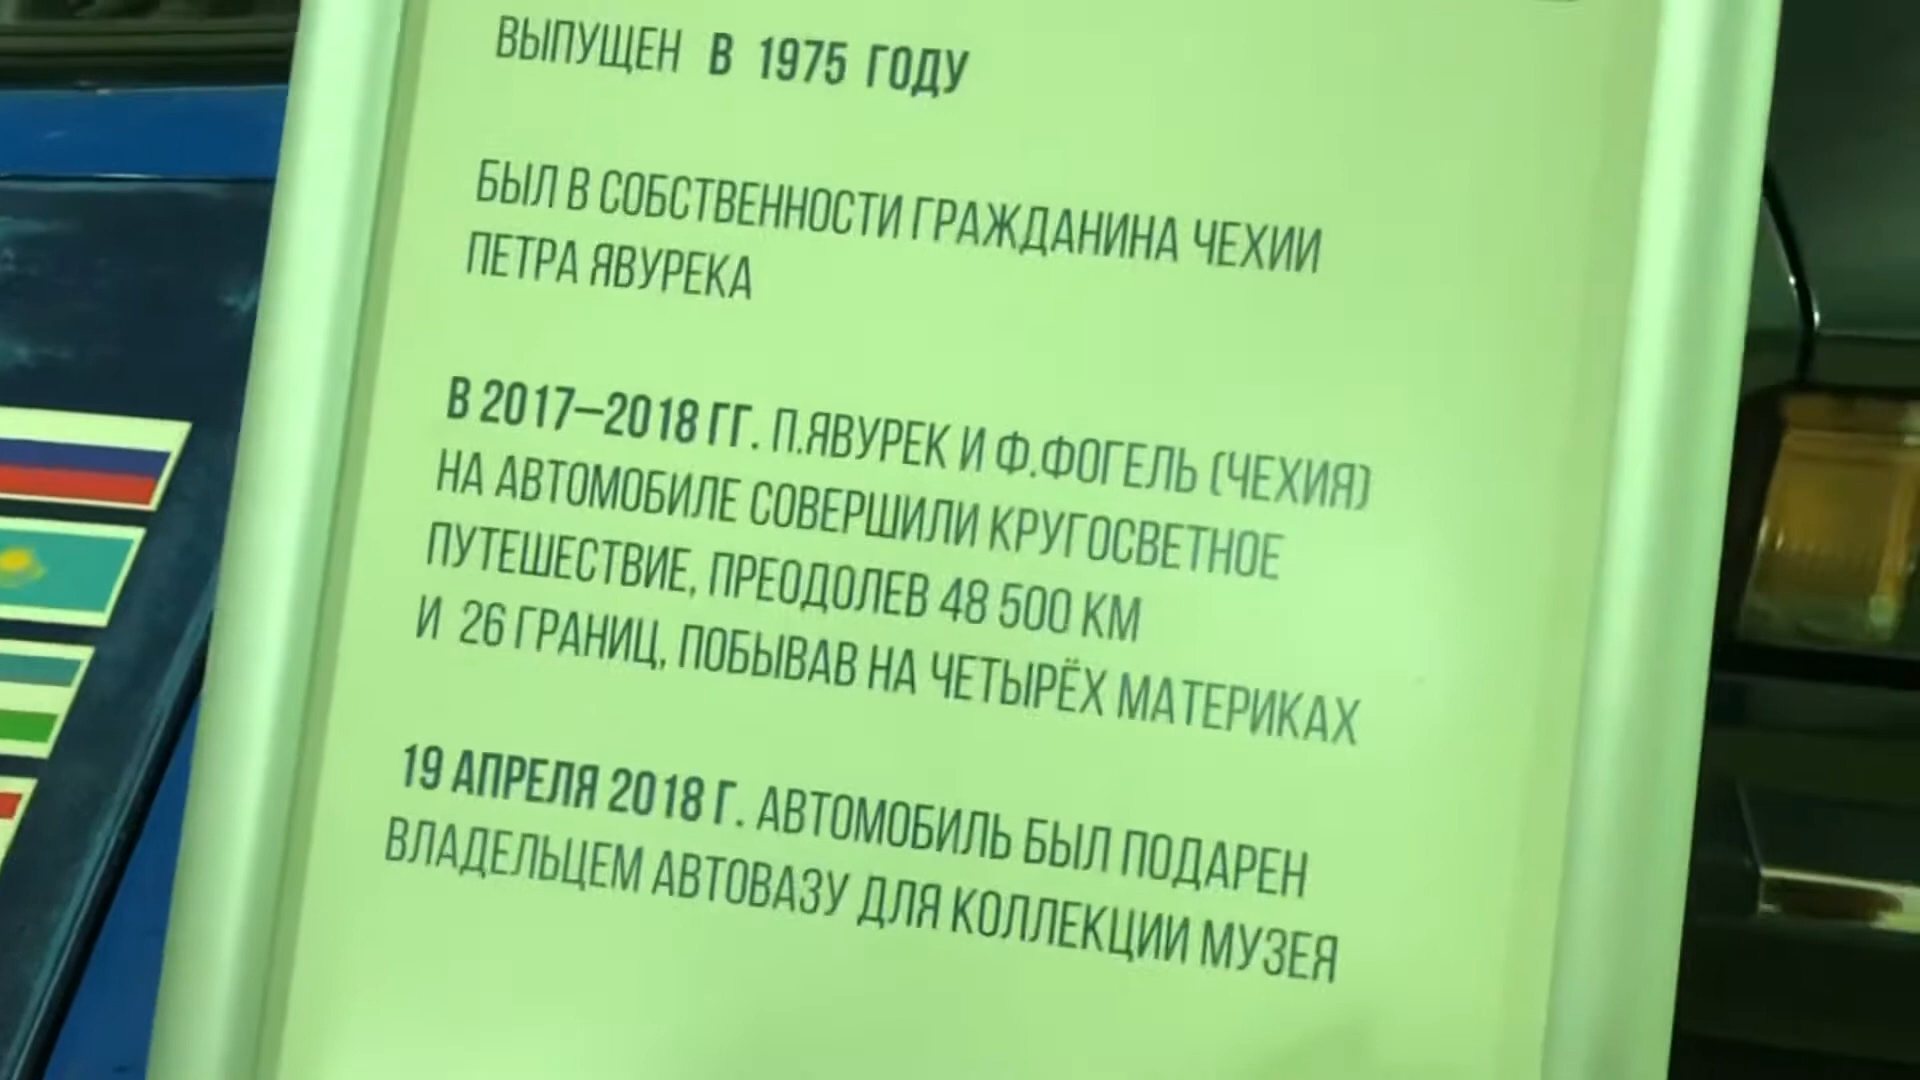 ВЫПУЩЕН В 1975 ГОДУ
БЫЛ В СОБСТВЕННОСТИ ГРАЖДАНИНА ЧЕХИИ
ПЕТРА ЯВУРЕКА
В 2017–2018 ГГ. П.ЯВУРЕК И Ф.ФОГЕЛЬ (ЧЕХИЯ)
НА АВТОМОБИЛЕ СОВЕРШИЛИ КРУГОСВЕТНОЕ
ПУТЕШЕСТВИЕ, ПРЕОДОЛЕВ 48 500 КМ
И 26 ГРАНИЦ, ПОБЫВАВ НА ЧЕТЫРЁХ МАТЕРИКАХ
19 АПРЕЛЯ 2018 Г. АВТОМОБИЛЬ БЫЛ ПОДАРЕН
ВЛАДЕЛЬЦЕМ АВТОВАЗУ ДЛЯ КОЛЛЕКЦИИ МУЗЕЯ